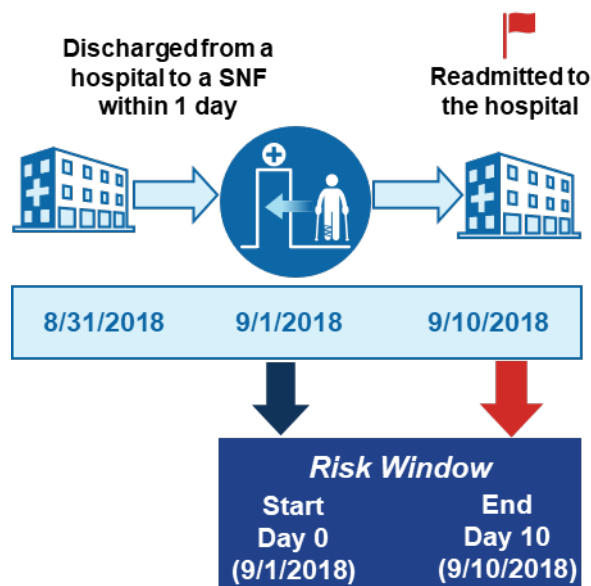 Discharged from a
hospital to a SNF
within 1 day
Readmitted to
the hospital
8/31/2018 9/1/2018 9/10/2018
Risk Window
Start End
Day 0 Day 10
(9/1/2018) (9/10/2018)